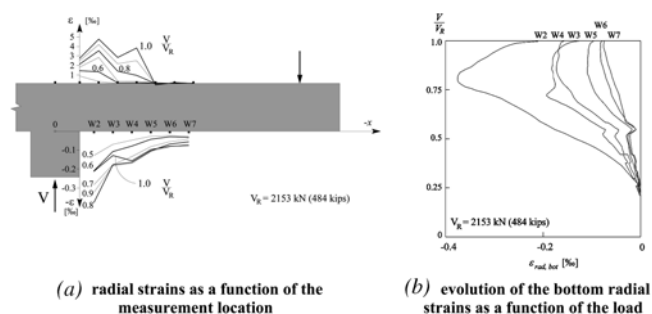 ε [‰]
5
4
3
2
1
1.0 V
V_R
0.6
0.8
0
W2 W3 W4 W5 W6 W7
-x
-0.1
-0.2
-0.3
0.5
0.6
0.7
0.9
0.8
1.0 V
V_R
V
-ε [‰]
V_R = 2153 kN (484 kips)
(a) radial strains as a function of the
measurement location
V
V_R
W6
W2 W4 W3 W5 W7
1.0
0.75
0.50
0.25
0
V_R = 2153 kN (484 kips)
-0.4 -0.2 0
ε_rad, bot [‰]
(b) evolution of the bottom radial
strains as a function of the load